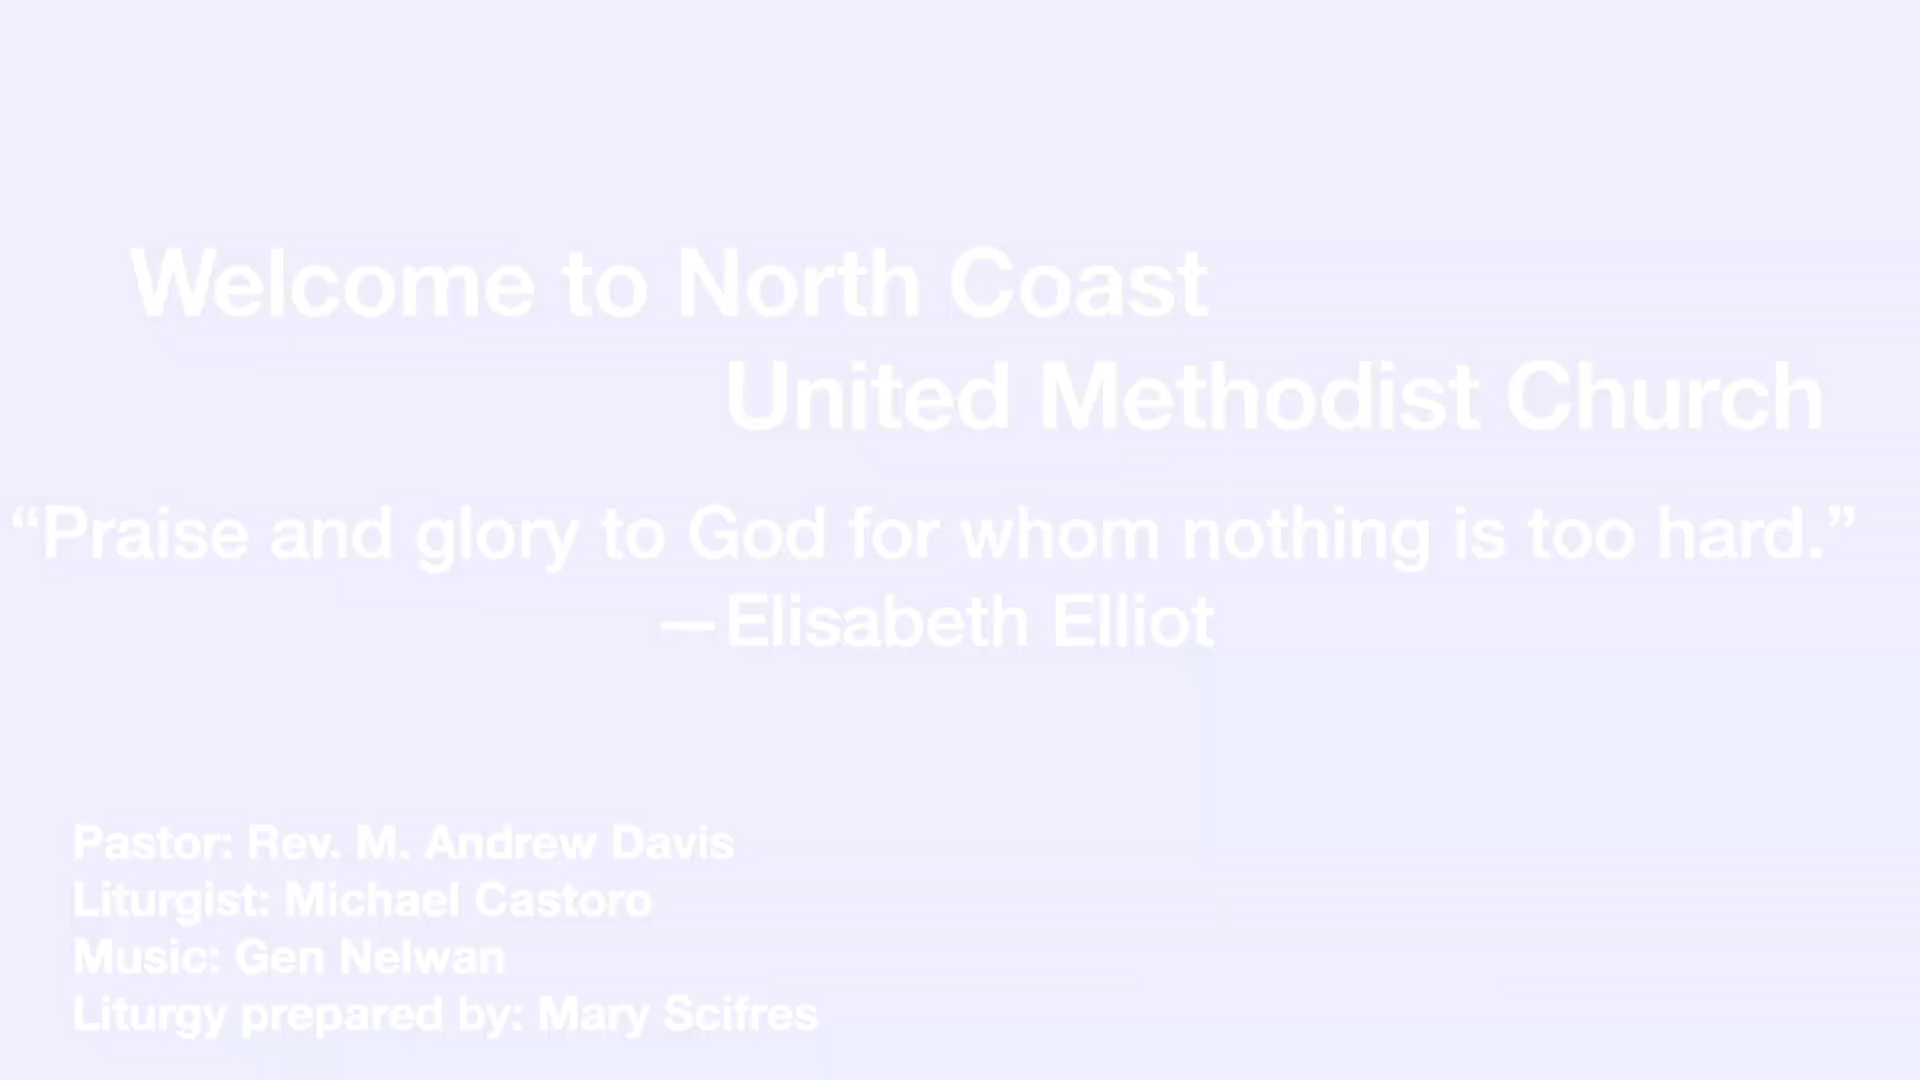 Welcome to North Coast
United Methodist Church
“Praise and glory to God for whom nothing is too hard.”
—Elisabeth Elliot
Pastor: Rev. M. Andrew Davis
Liturgist: Michael Castoro
Music: Gen Nelwan
Liturgy prepared by: Mary Scifres